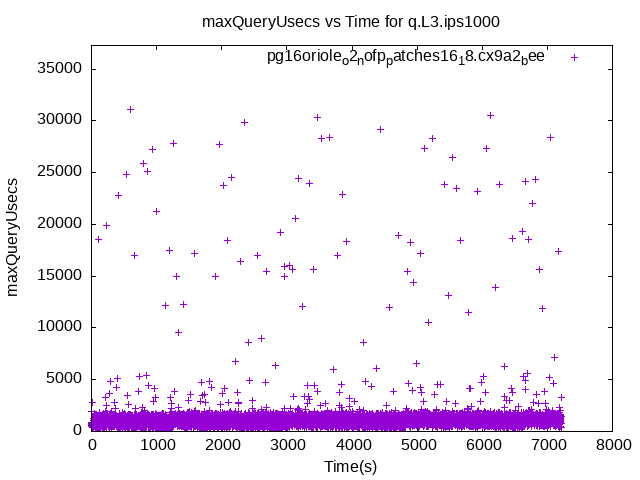 maxQueryUsecs vs Time for q.L3.ips1000
pg16oriole₀2ₙofpₚatches16₁8.cx9a2_bee
35000
30000
25000
20000
15000
10000
5000
0
maxQueryUsecs
0 1000 2000 3000 4000 5000 6000 7000 8000
Time(s)